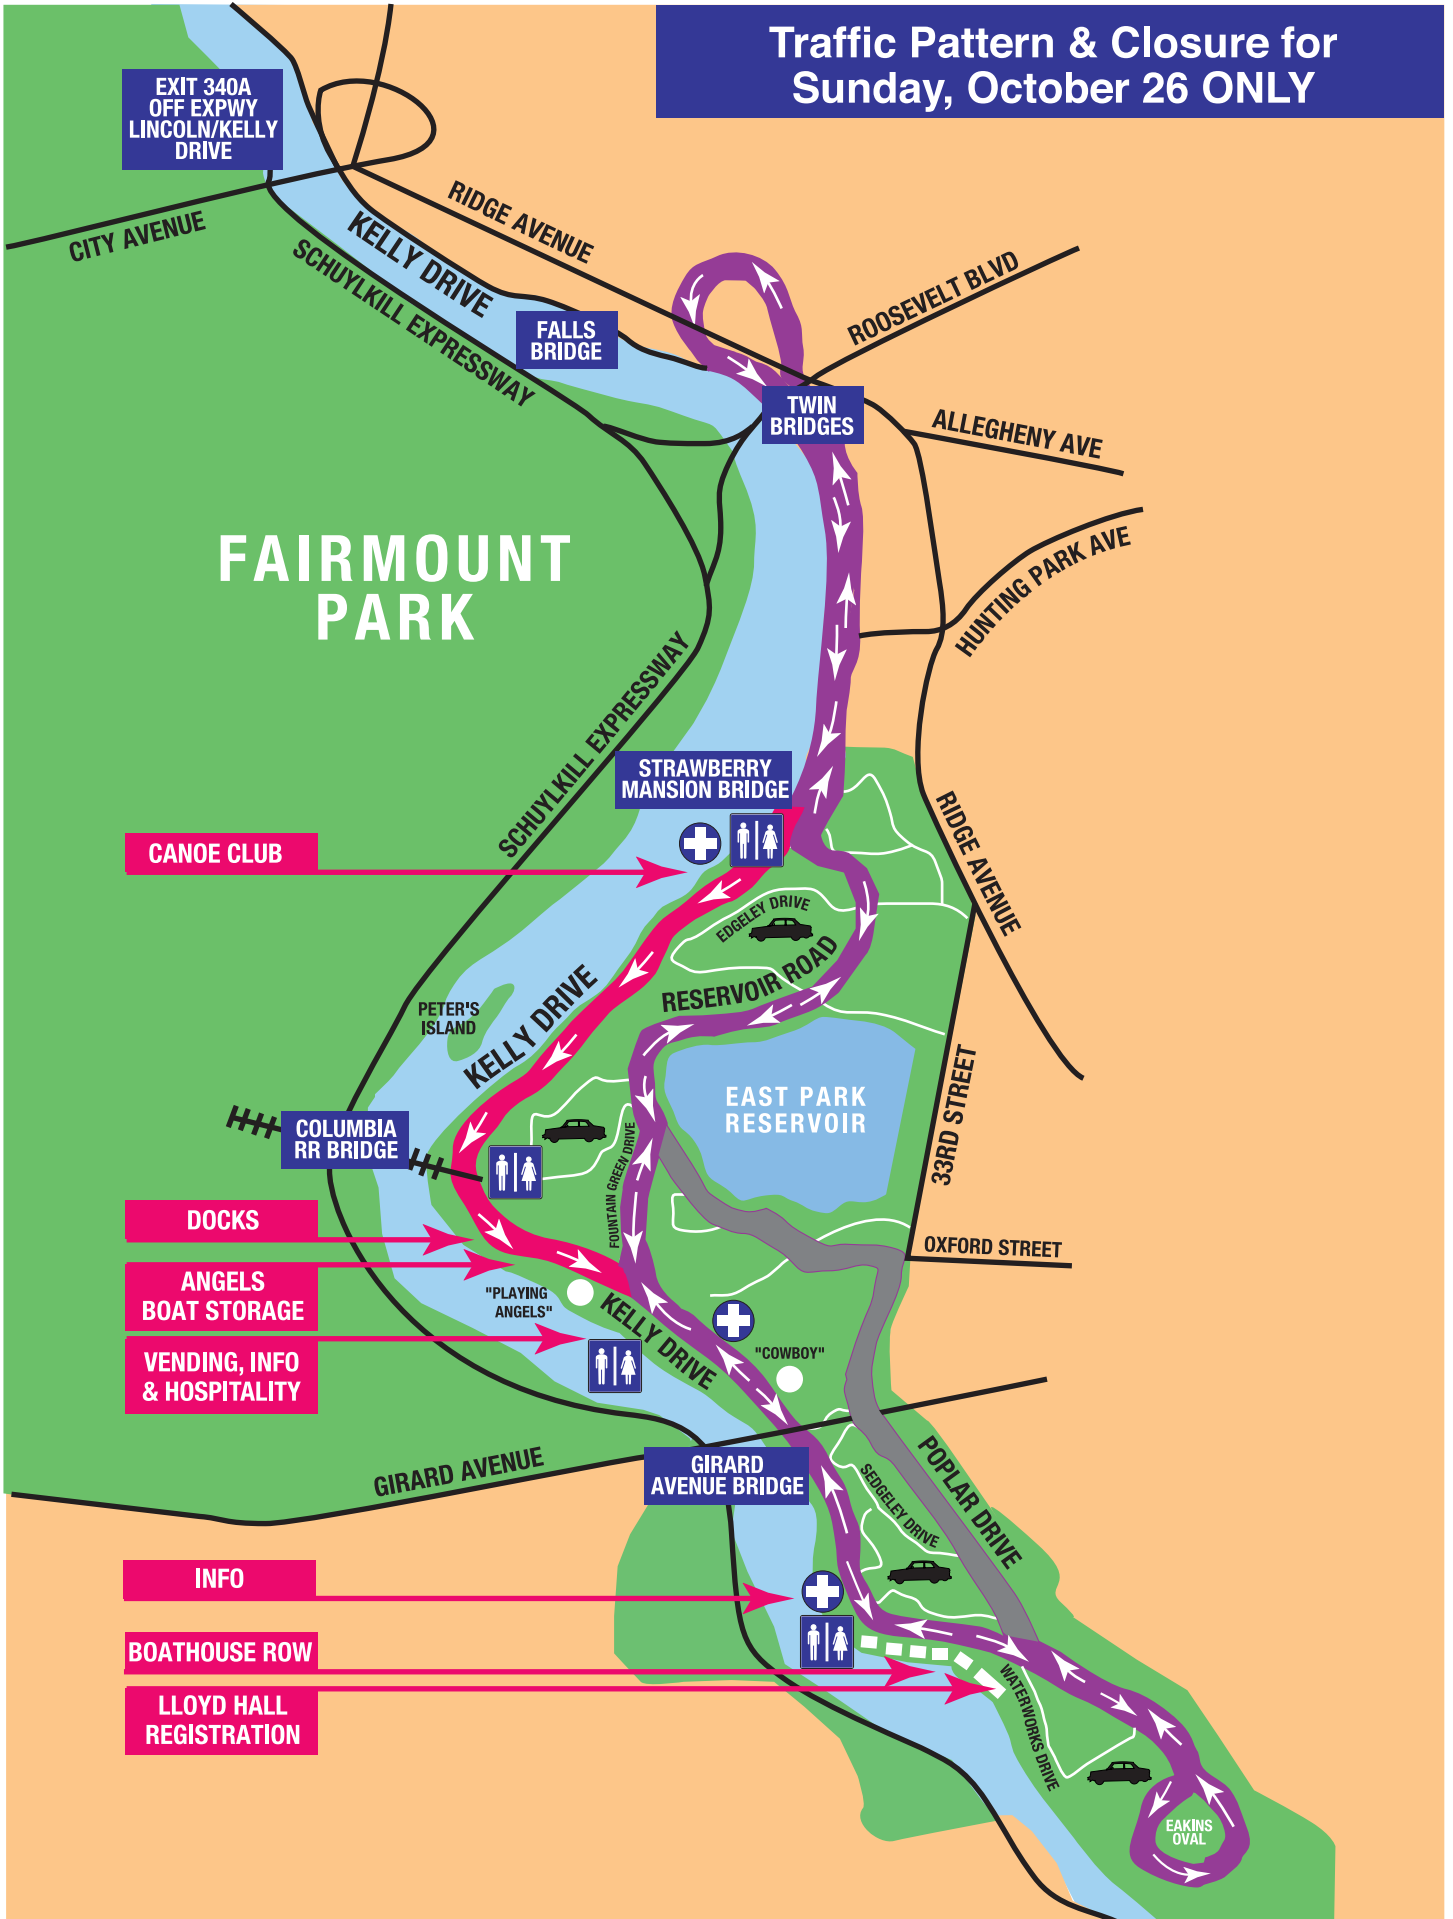 Traffic Pattern & Closure for
Sunday, October 26 ONLY
EXIT 340A
OFF EXPWY
LINCOLN/KELLY
DRIVE
CITY AVENUE
RIDGE AVENUE
KELLY DRIVE
SCHUYLKILL EXPRESSWAY
FALLS
BRIDGE
ROOSEVELT BLVD
TWIN
BRIDGES
ALLEGHENY AVE
HUNTING PARK AVE
FAIRMOUNT
PARK
SCHUYLKILL EXPRESSWAY
STRAWBERRY
MANSION BRIDGE
RIDGE AVENUE
CANOE CLUB
EDGELEY DRIVE
RESERVOIR ROAD
KELLY DRIVE
PETER'S
ISLAND
EAST PARK
RESERVOIR
33RD STREET
COLUMBIA
RR BRIDGE
FOUNTAIN GREEN DRIVE
DOCKS
OXFORD STREET
ANGELS
BOAT STORAGE
"PLAYING
ANGELS"
KELLY DRIVE
VENDING, INFO
& HOSPITALITY
"COWBOY"
GIRARD AVENUE
GIRARD
AVENUE BRIDGE
POPLAR DRIVE
SEDGELEY DRIVE
INFO
BOATHOUSE ROW
LLOYD HALL
REGISTRATION
WATERWORKS DRIVE
EAKINS
OVAL